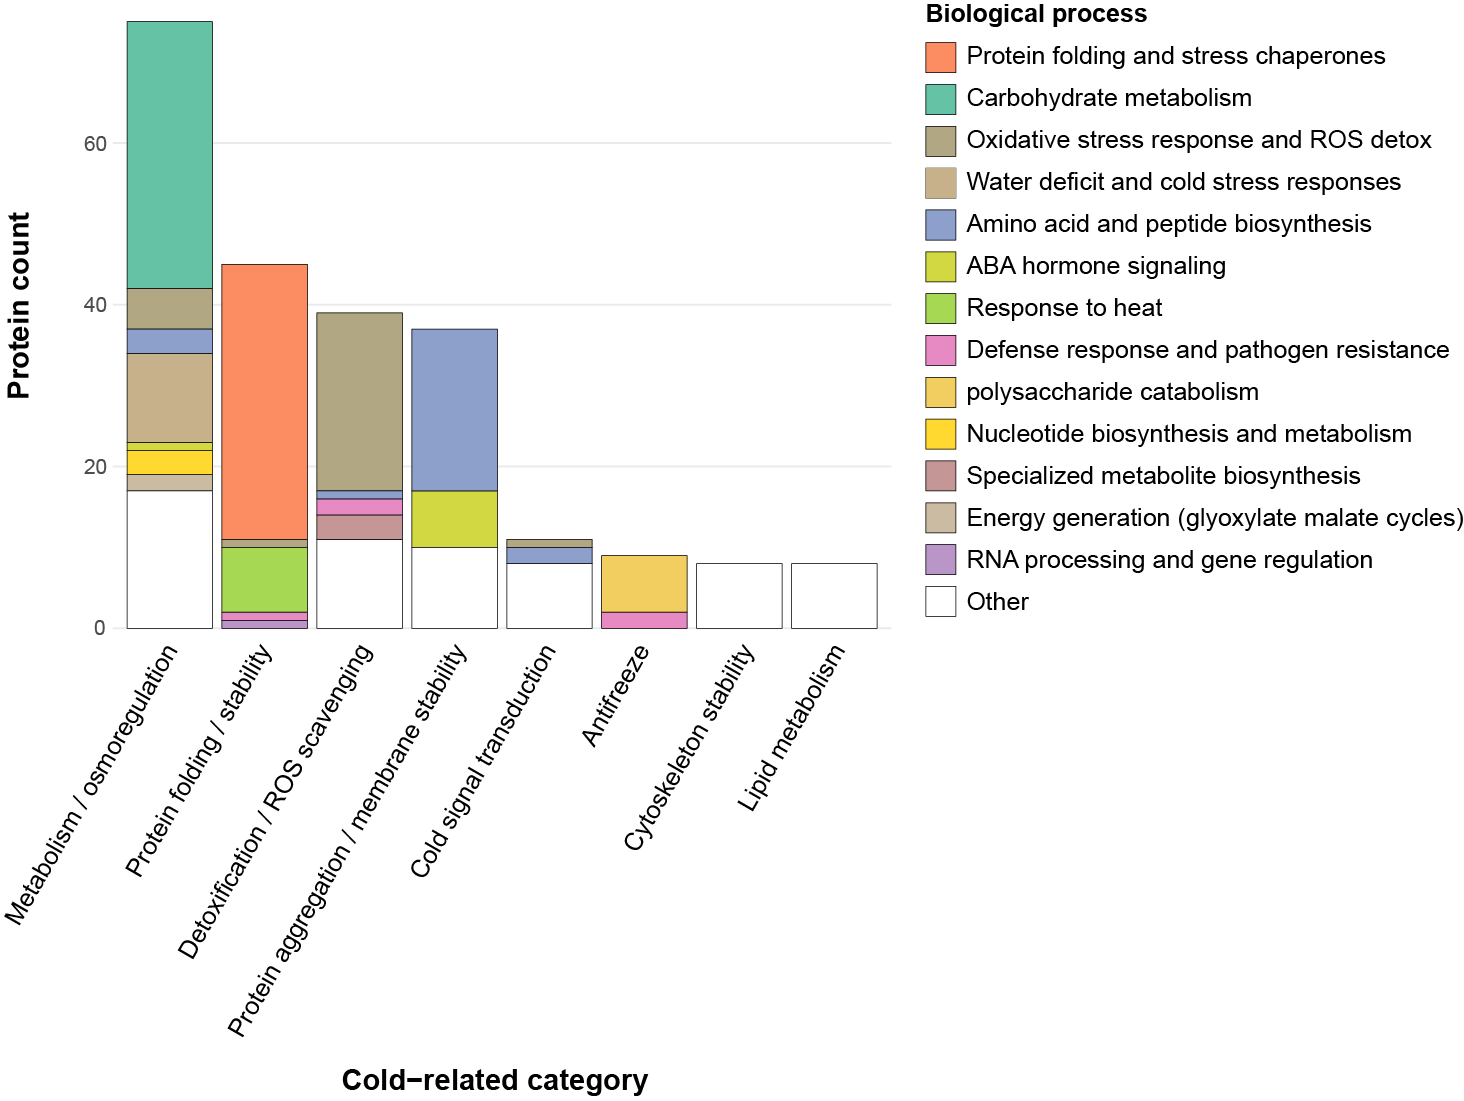 Biological process
Protein folding and stress chaperones
Carbohydrate metabolism
Oxidative stress response and ROS detox
Water deficit and cold stress responses
Amino acid and peptide biosynthesis
ABA hormone signaling
Response to heat
Defense response and pathogen resistance
polysaccharide catabolism
Nucleotide biosynthesis and metabolism
Specialized metabolite biosynthesis
Energy generation (glyoxylate malate cycles)
RNA processing and gene regulation
Other
Protein count
60
40
20
0
Metabolism / osmoregulation
Protein folding / stability
Detoxification / ROS scavenging
Protein aggregation / membrane stability
Cold signal transduction
Antifreeze
Cytoskeleton stability
Lipid metabolism
Cold−related category